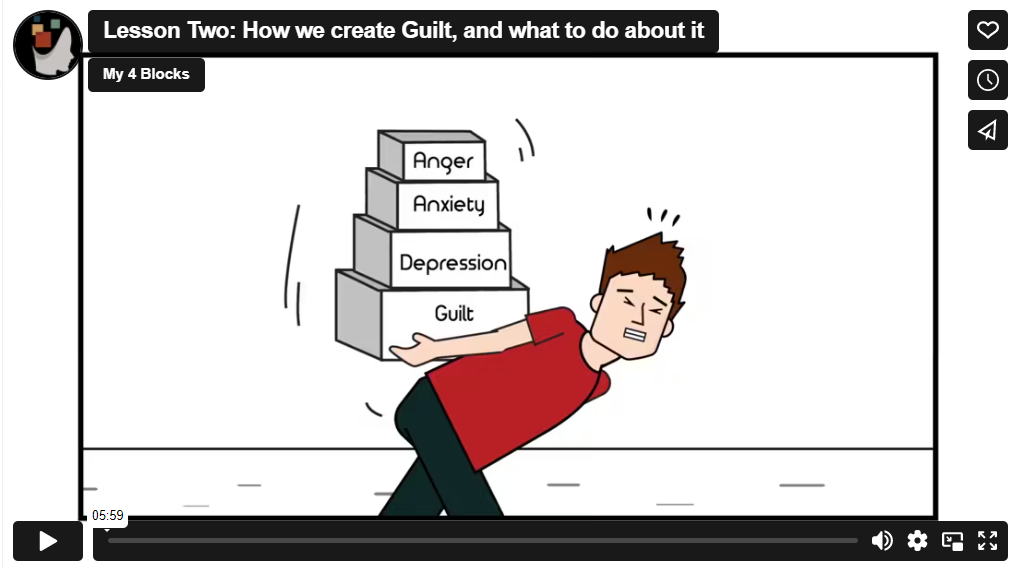 Lesson Two: How we create Guilt, and what to do about it
My 4 Blocks
Anger
Anxiety
Depression
Guilt
05:59